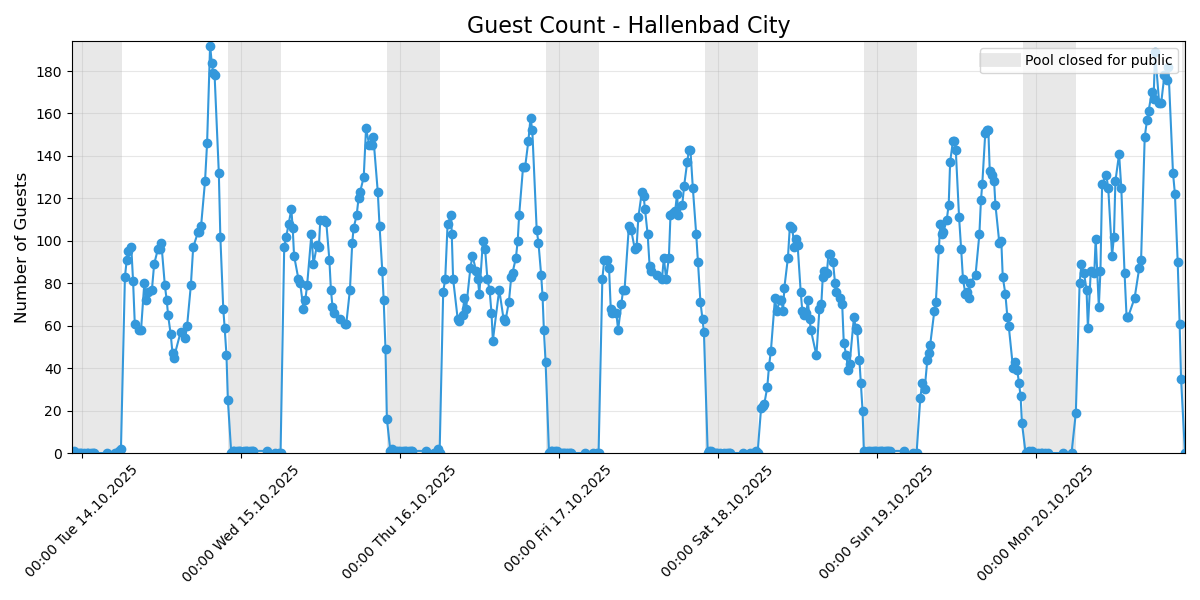 Guest Count - Hallenbad City
Pool closed for public
Number of Guests
180
160
140
120
100
80
60
40
20
0
00:00 Tue 14.10.2025
00:00 Wed 15.10.2025
00:00 Thu 16.10.2025
00:00 Fri 17.10.2025
00:00 Sat 18.10.2025
00:00 Sun 19.10.2025
00:00 Mon 20.10.2025